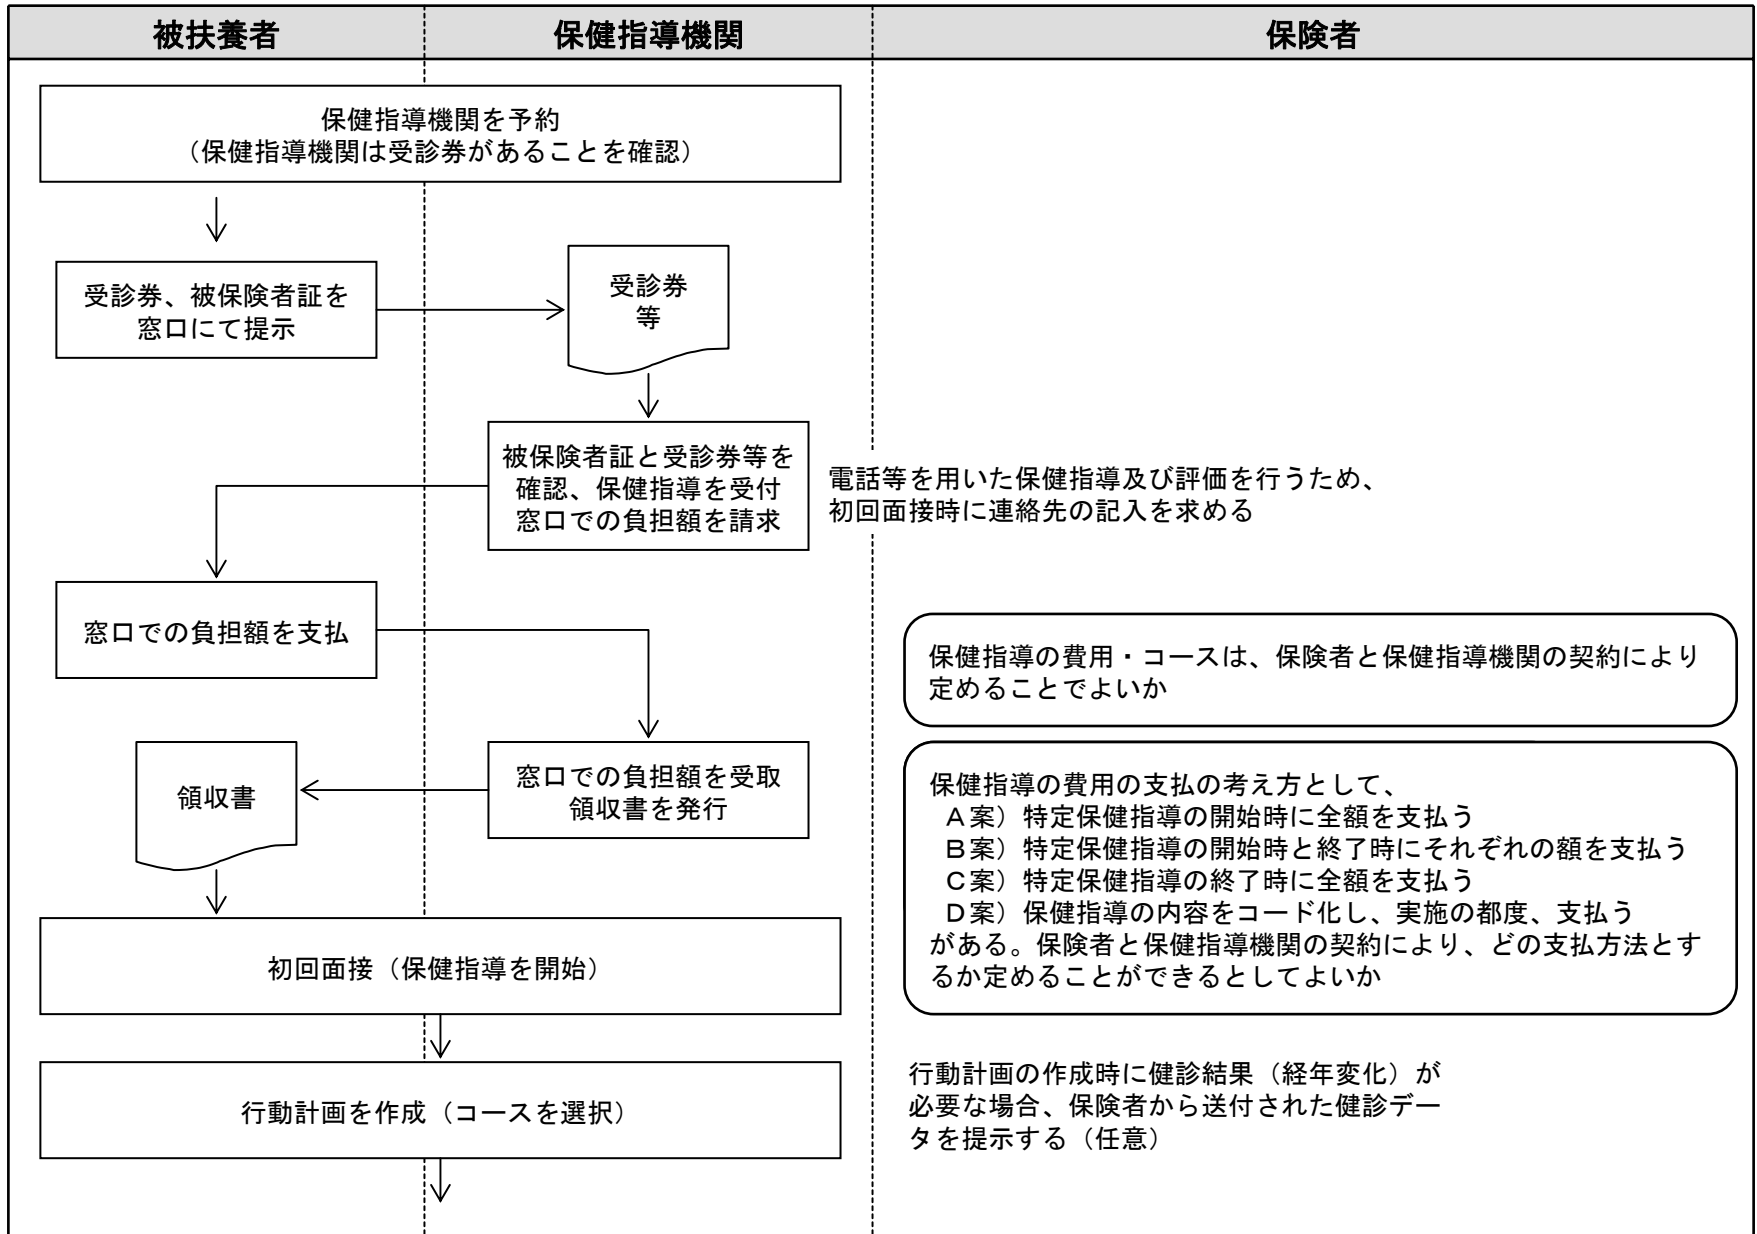 被扶養者
保健指導機関
保険者
保健指導機関を予約
（保健指導機関は受診券があることを確認）
受診券、被保険者証を
窓口にて提示
受診券
等
被保険者証と受診券等を
確認、保健指導を受付
窓口での負担額を請求
電話等を用いた保健指導及び評価を行うため、
初回面接時に連絡先の記入を求める
窓口での負担額を支払
保健指導の費用・コースは、保険者と保健指導機関の契約により
定めることでよいか
領収書
窓口での負担額を受取
領収書を発行
保健指導の費用の支払の考え方として、
Ａ案）特定保健指導の開始時に全額を支払う
Ｂ案）特定保健指導の開始時と終了時にそれぞれの額を支払う
Ｃ案）特定保健指導の終了時に全額を支払う
Ｄ案）保健指導の内容をコード化し、実施の都度、支払う
がある。保険者と保健指導機関の契約により、どの支払方法とす
るか定めることができるとしてよいか
初回面接（保健指導を開始）
行動計画を作成（コースを選択）
行動計画の作成時に健診結果（経年変化）が
必要な場合、保険者から送付された健診デー
タを提示する（任意）